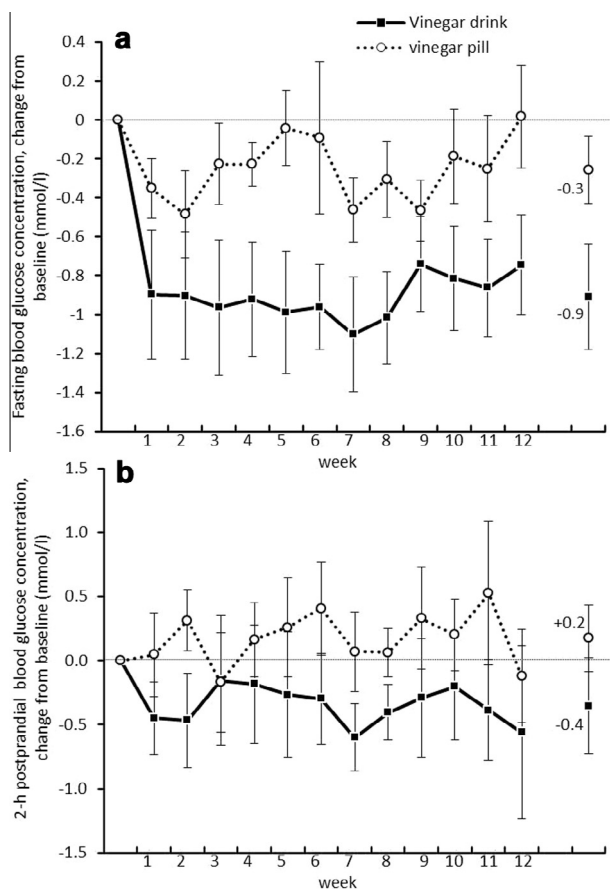 Vinegar drink
vinegar pill
a
Fasting blood glucose concentration, change from
baseline (mmol/l)
0.4
0.2
0
-0.2
-0.4
-0.6
-0.8
-1
-1.2
-1.4
-1.6
-0.3
-0.9
1 2 3 4 5 6 7 8 9 10 11 12
week
b
2-h postprandial blood glucose concentration,
change from baseline (mmol/l)
1.5
1.0
0.5
0.0
-0.5
-1.0
-1.5
+0.2
-0.4
1 2 3 4 5 6 7 8 9 10 11 12
week